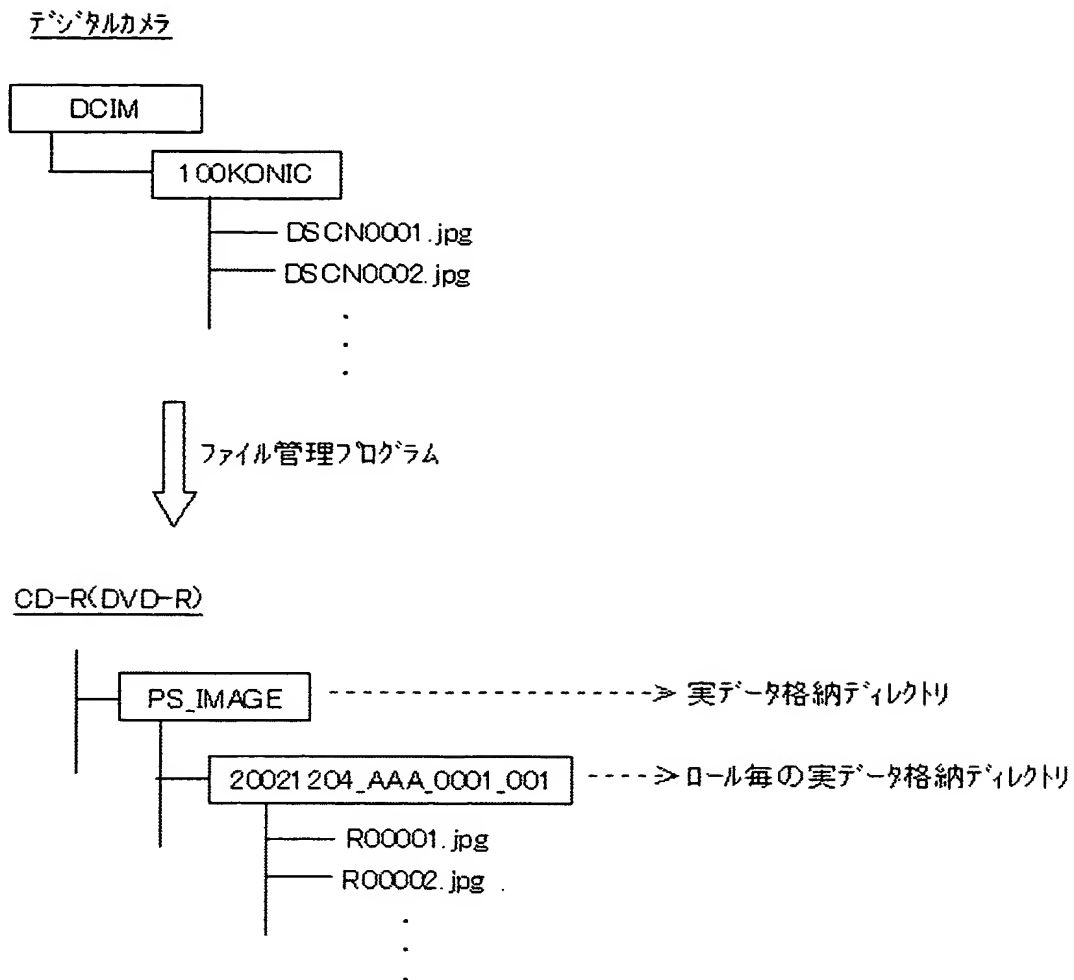 デジタルカメラ
DCIM
100KONIC
DSCN0001.jpg
DSCN0002.jpg
ファイル管理プログラム
CD-R(DVD-R)
PS_IMAGE
実データ格納ディレクトリ
20021204_AAA_0001_001
ロール毎の実データ格納ディレクトリ
R00001.jpg
R00002.jpg